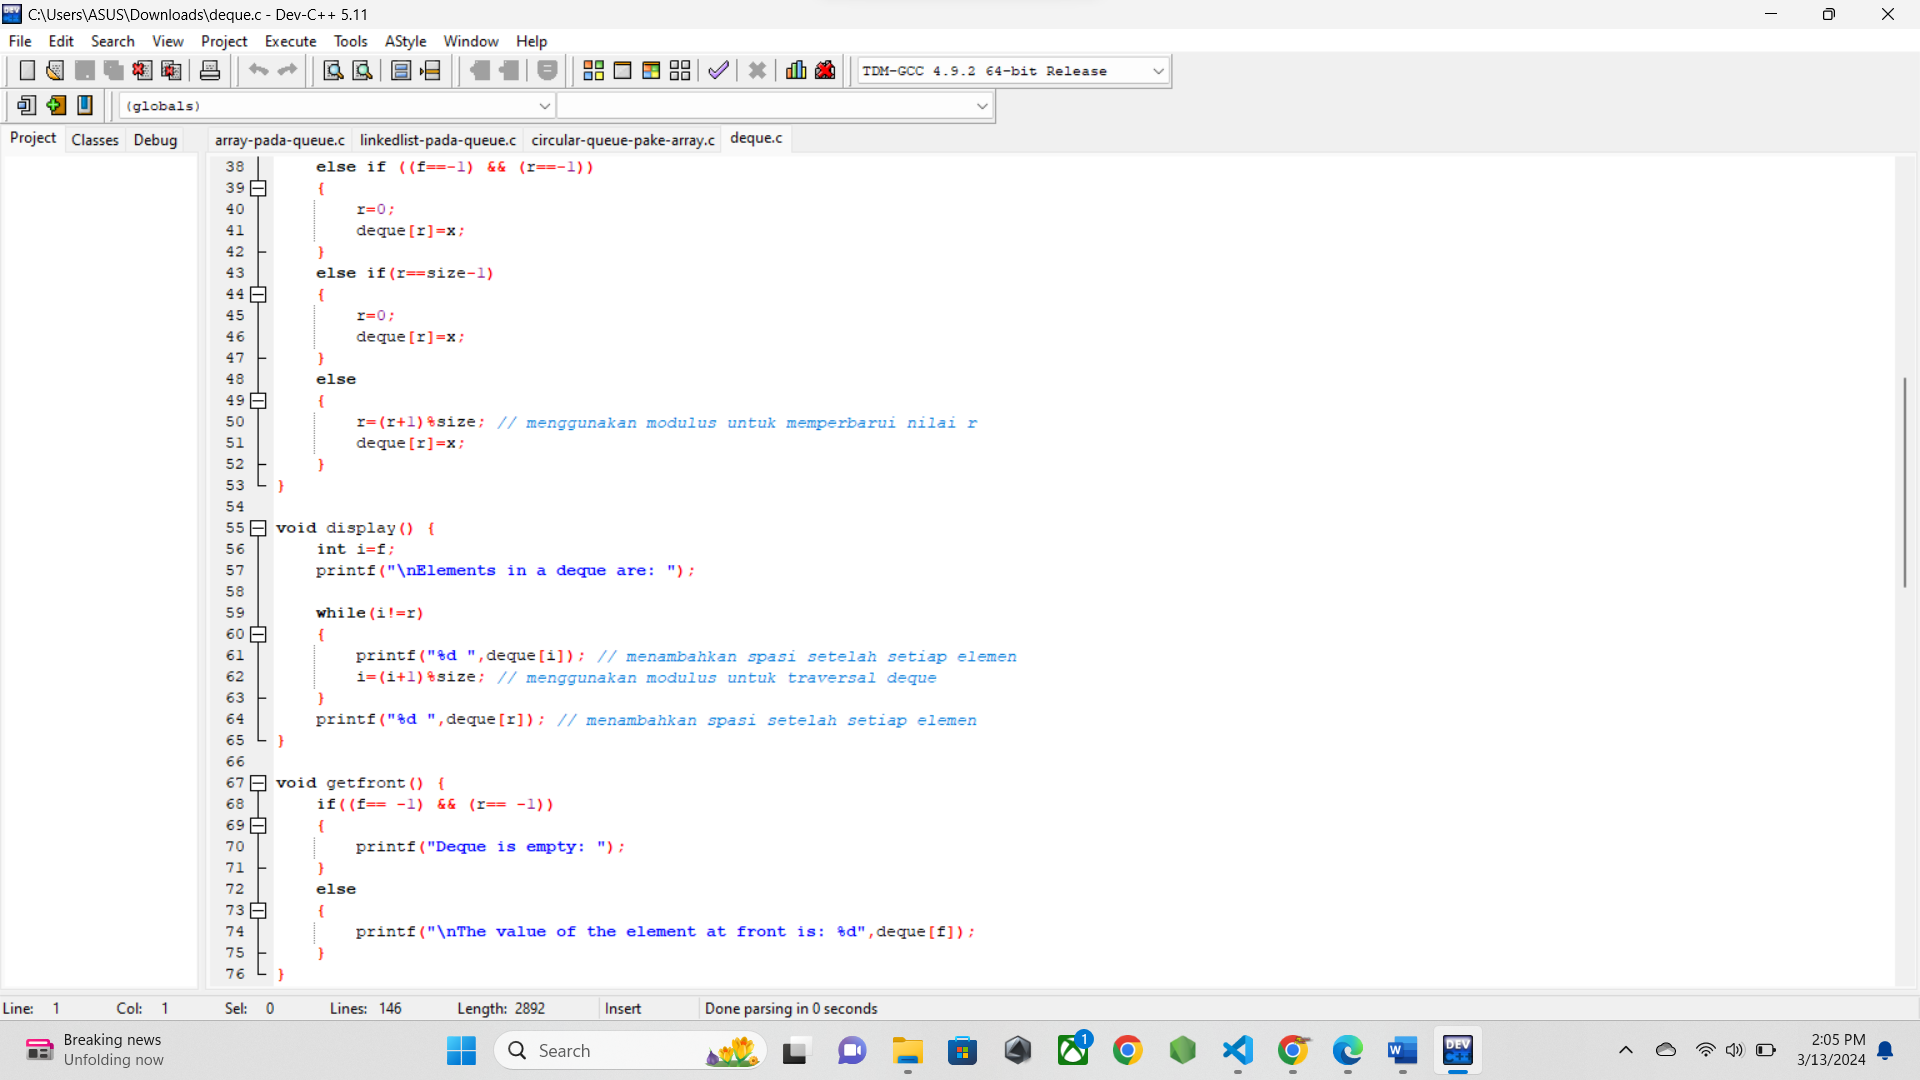 C:\Users\ASUS\Downloads\deque.c - Dev-C++ 5.11
File Edit Search View Project Execute Tools AStyle Window Help
TDM-GCC 4.9.2 64-bit Release
(globals)
Project Classes Debug array-pada-queue.c linkedlist-pada-queue.c circular-queue-pake-array.c deque.c
38 else if ((f==-1) && (r==-1))
39 {
40 r=0;
41 deque[r]=x;
42 }
43 else if(r==size-1)
44 {
45 r=0;
46 deque[r]=x;
47 }
48 else
49 {
50 r=(r+1)%size; // menggunakan modulus untuk memperbarui nilai r
51 deque[r]=x;
52 }
53 }
54
55 void display() {
56 int i=f;
57 printf("\nElements in a deque are: ");
58
59 while(i!=r)
60 {
61 printf("%d ",deque[i]); // menambahkan spasi setelah setiap elemen
62 i=(i+1)%size; // menggunakan modulus untuk traversal deque
63 }
64 printf("%d ",deque[r]); // menambahkan spasi setelah setiap elemen
65 }
66
67 void getfront() {
68 if((f== -1) && (r== -1))
69 {
70 printf("Deque is empty: ");
71 }
72 else
73 {
74 printf("\nThe value of the element at front is: %d",deque[f]);
75 }
76 }
Line: 1 Col: 1 Sel: 0 Lines: 146 Length: 2892 Insert Done parsing in 0 seconds
Breaking news
Unfolding now
Search
1
W
DEV
C++
2:05 PM
3/13/2024